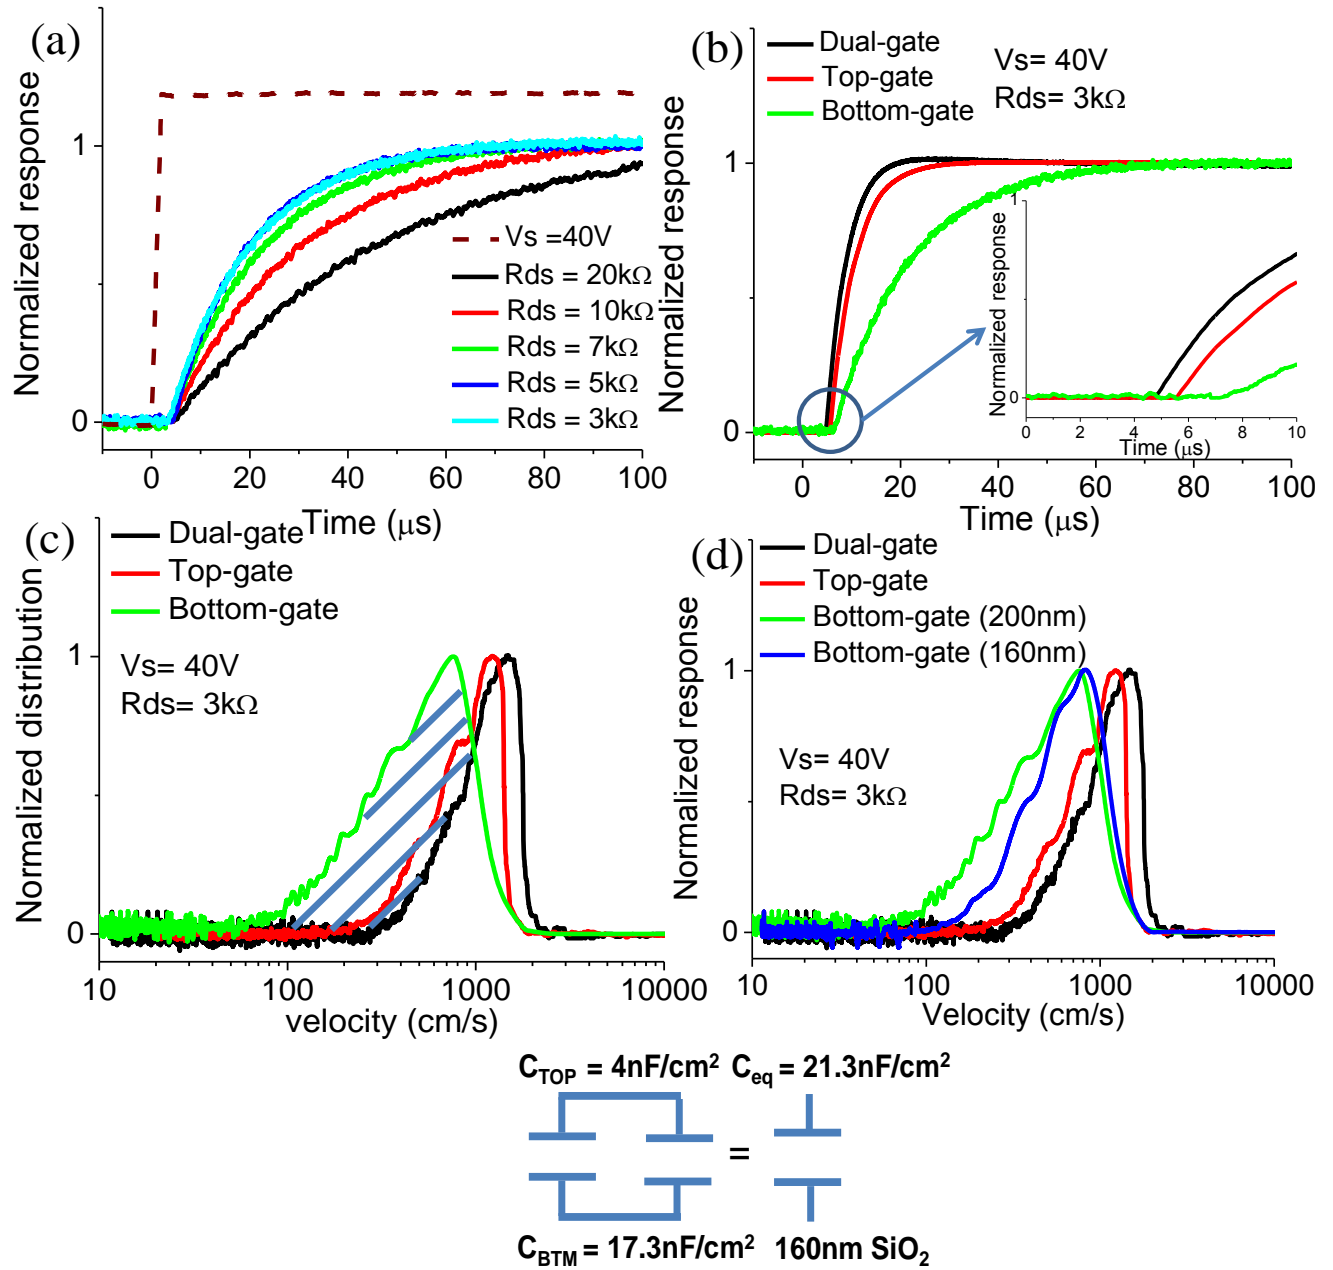 (a)
Normalized response
1
0
Vs =40V
Rds = 20kΩ
Rds = 10kΩ
Rds = 7kΩ
Rds = 5kΩ
Rds = 3kΩ
0 20 40 60 80 100
Time (μs)
(b)
Dual-gate
Top-gate
Bottom-gate
Vs= 40V
Rds= 3kΩ
Normalized response
1
0
Normalized response
1
0
0 2 4 6 8 10
Time (μs)
0 20 40 60 80 100
Time (μs)
(c)
Dual-gate
Top-gate
Bottom-gate
Vs= 40V
Rds= 3kΩ
Normalized distribution
1
0
10 100 1000 10000
velocity (cm/s)
(d)
Dual-gate
Top-gate
Bottom-gate (200nm)
Bottom-gate (160nm)
Vs= 40V
Rds= 3kΩ
Normalized response
1
0
10 100 1000 10000
Velocity (cm/s)
C_TOP = 4nF/cm² C_eq = 21.3nF/cm²
=
C_BTM = 17.3nF/cm² 160nm SiO₂